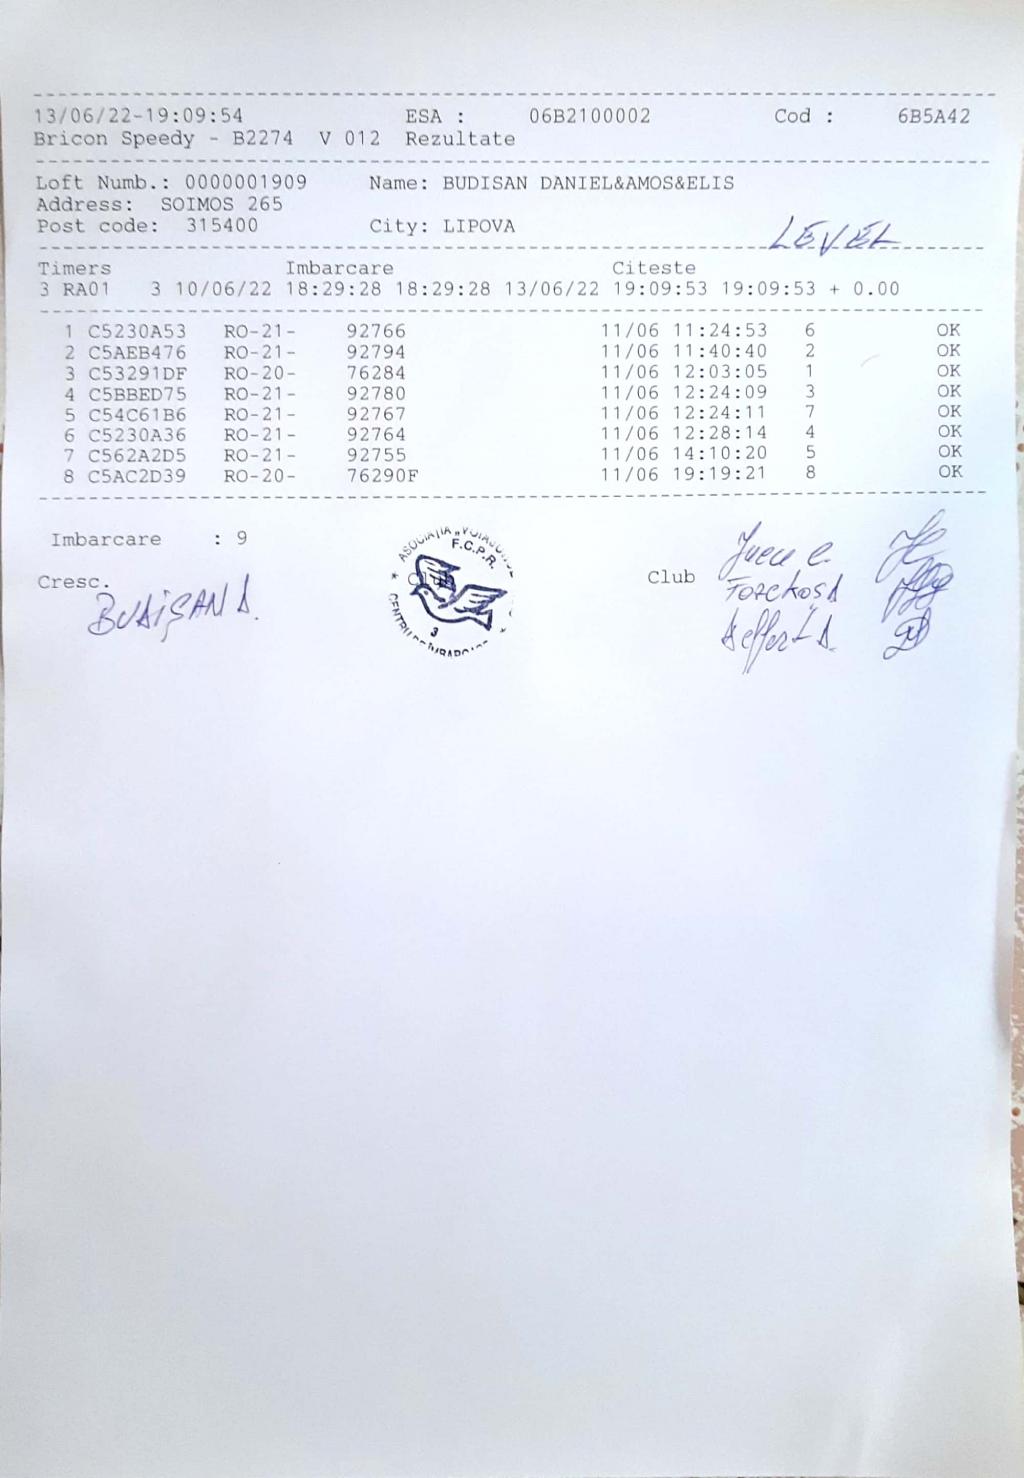 13/06/22-19:09:54 ESA : 06B2100002 Cod : 6B5A42
Bricon Speedy - B2274 V 012 Rezultate
Loft Numb.: 0000001909 Name: BUDISAN DANIEL&AMOS&ELIS
Address: SOIMOS 265
Post code: 315400 City: LIPOVA
LEVEL
Timers Imbarcare Citeste
3 RA01 3 10/06/22 18:29:28 18:29:28 13/06/22 19:09:53 19:09:53 + 0.00
1 C5230A53 RO-21- 92766 11/06 11:24:53 6 OK
2 C5AEB476 RO-21- 92794 11/06 11:40:40 2 OK
3 C53291DF RO-20- 76284 11/06 12:03:05 1 OK
4 C5BBED75 RO-21- 92780 11/06 12:24:09 3 OK
5 C54C61B6 RO-21- 92767 11/06 12:24:11 7 OK
6 C5230A36 RO-21- 92764 11/06 12:28:14 4 OK
7 C562A2D5 RO-21- 92755 11/06 14:10:20 5 OK
8 C5AC2D39 RO-20- 76290F 11/06 19:19:21 8 OK
Imbarcare : 9
ASOCIAȚIA
F.C.P.R.
Cresc. Club Club
BUDIȘAN D.
3